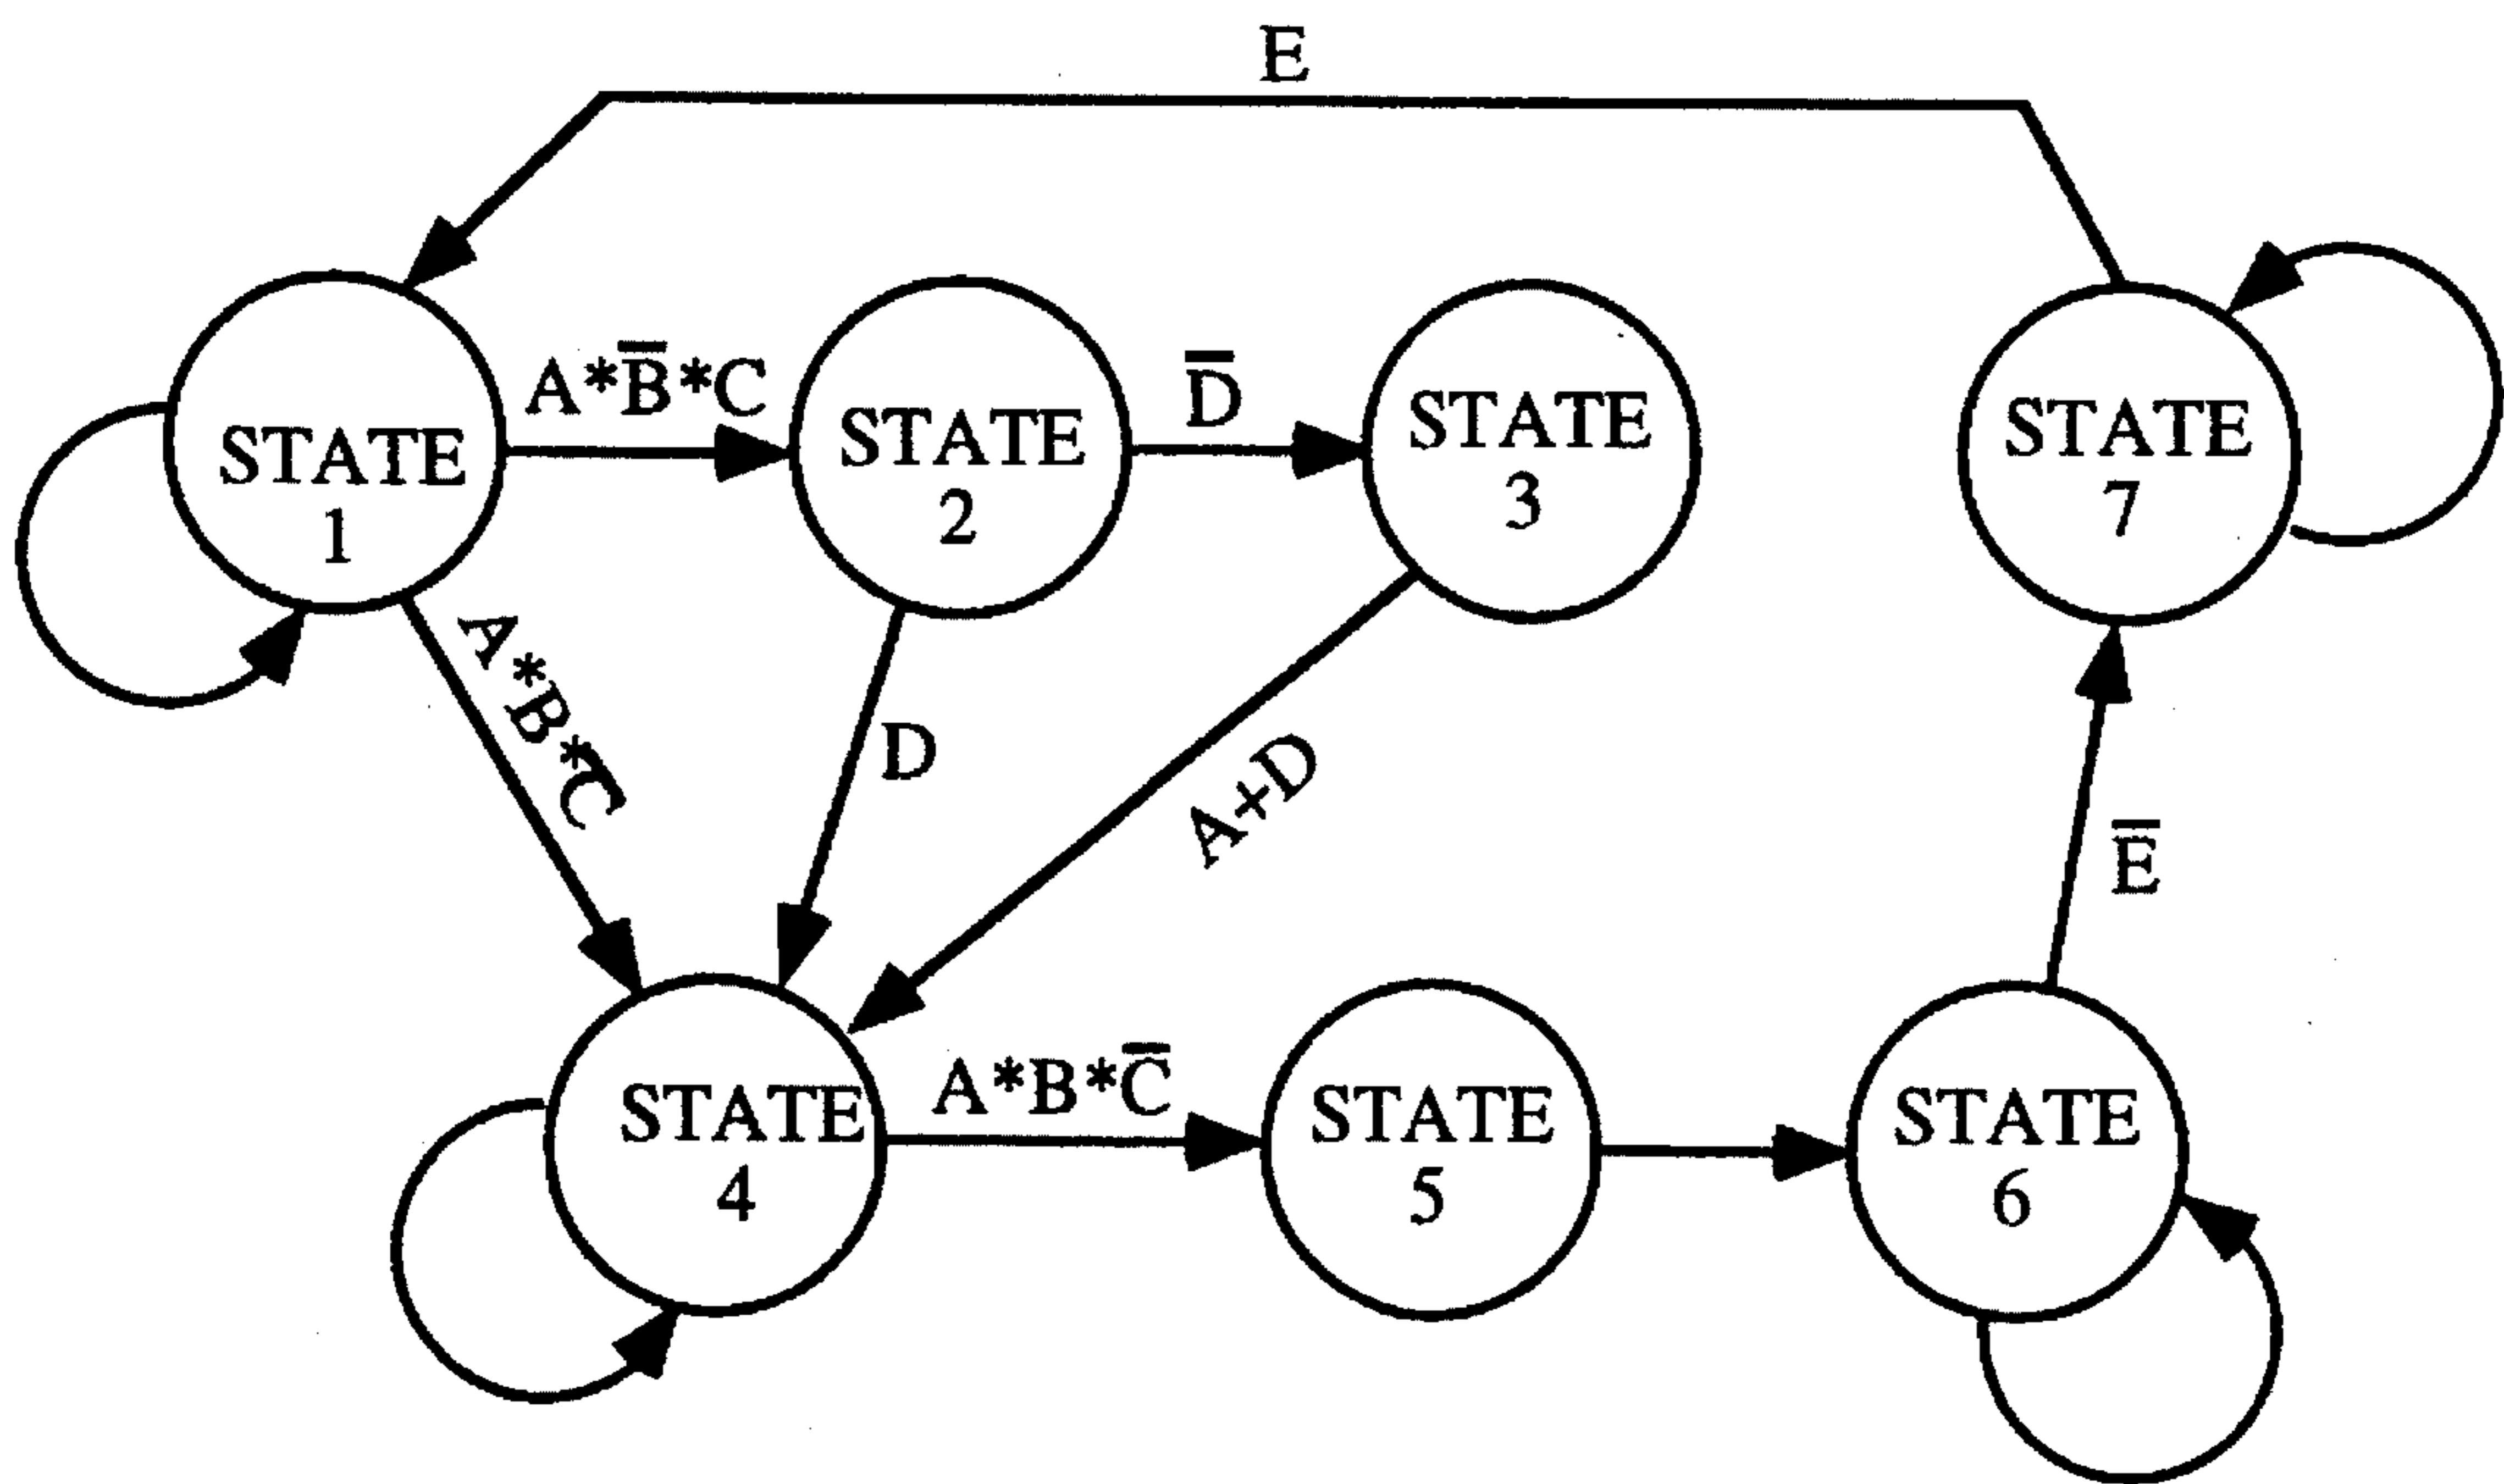 E
A*B̅*C
D̅
STATE
1
STATE
2
STATE
3
STATE
7
A*B*C
D
A+D
E̅
A*B*C̅
STATE
4
STATE
5
STATE
6